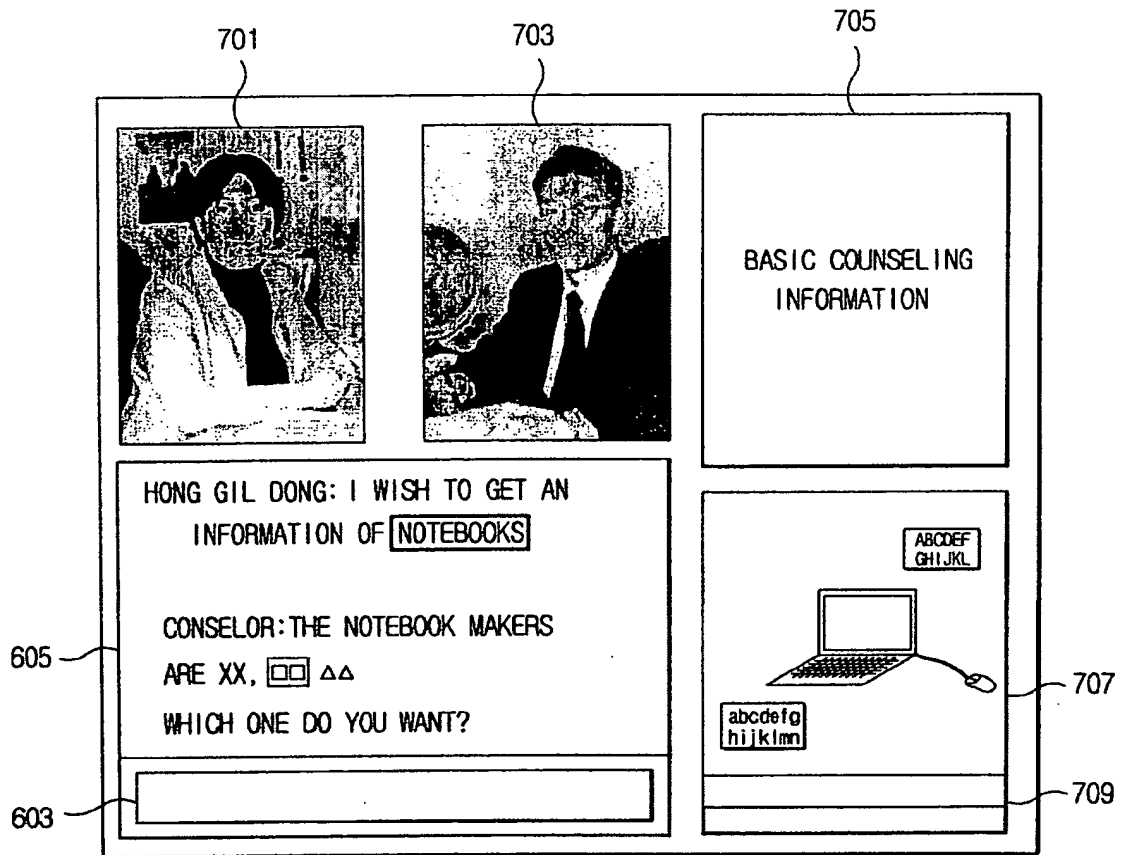 701
703
705
BASIC COUNSELING
INFORMATION
HONG GIL DONG: I WISH TO GET AN
INFORMATION OF NOTEBOOKS
CONSELOR:THE NOTEBOOK MAKERS
ARE XX, □□ △△
WHICH ONE DO YOU WANT?
605
603
ABCDEF
GHIJKL
abcdefg
hijklmn
707
709